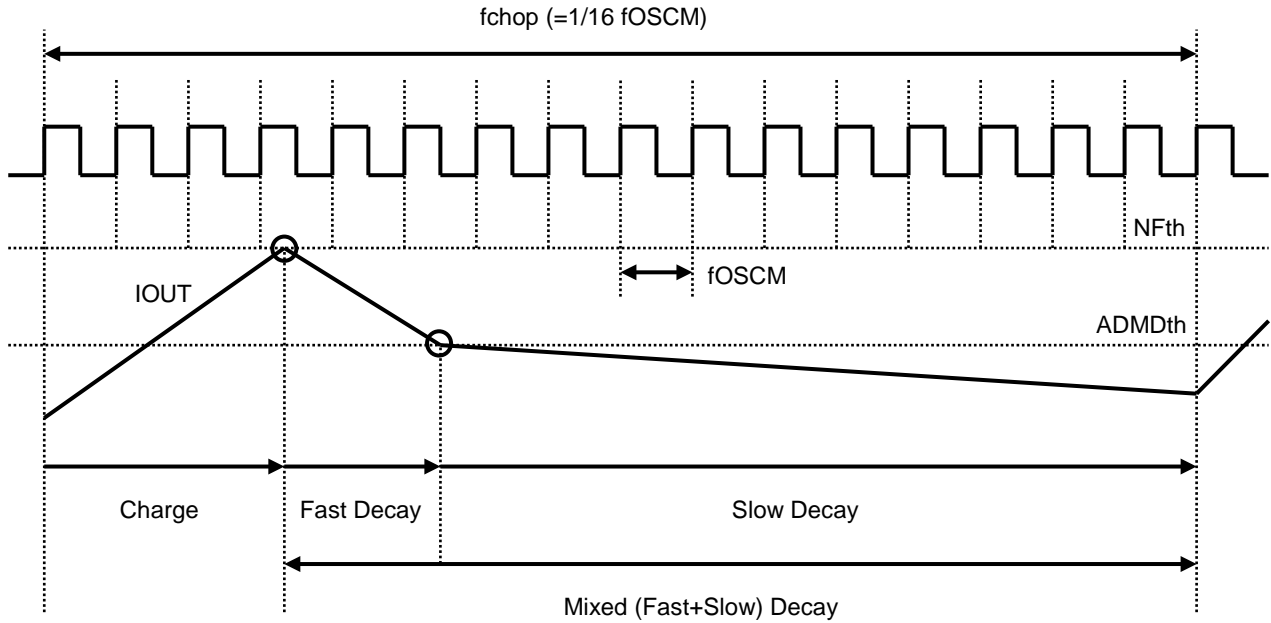 fchop (=1/16 fOSCM)
NFth
fOSCM
IOUT
ADMDth
Charge
Fast Decay
Slow Decay
Mixed (Fast+Slow) Decay